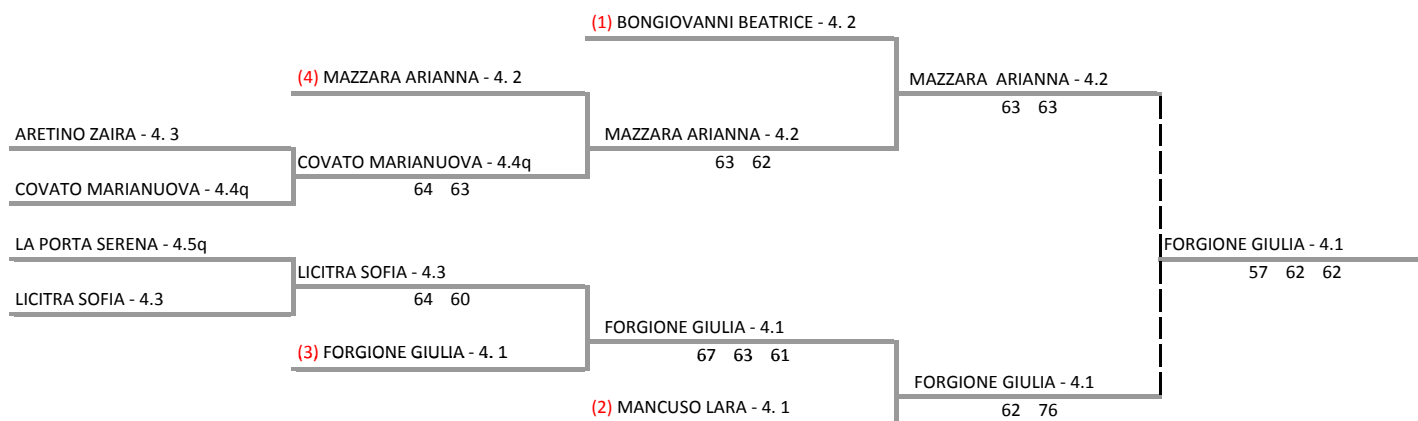 (1) BONGIOVANNI BEATRICE - 4. 2
(4) MAZZARA ARIANNA - 4. 2
MAZZARA  ARIANNA - 4.2
63 63
ARETINO ZAIRA - 4. 3
MAZZARA ARIANNA - 4.2
63 62
COVATO MARIANUOVA - 4.4q
64 63
COVATO MARIANUOVA - 4.4q
LA PORTA SERENA - 4.5q
FORGIONE GIULIA - 4.1
57 62 62
LICITRA SOFIA - 4.3
64 60
LICITRA SOFIA - 4.3
FORGIONE GIULIA - 4.1
67 63 61
(3) FORGIONE GIULIA - 4. 1
FORGIONE GIULIA - 4.1
62 76
(2) MANCUSO LARA - 4. 1